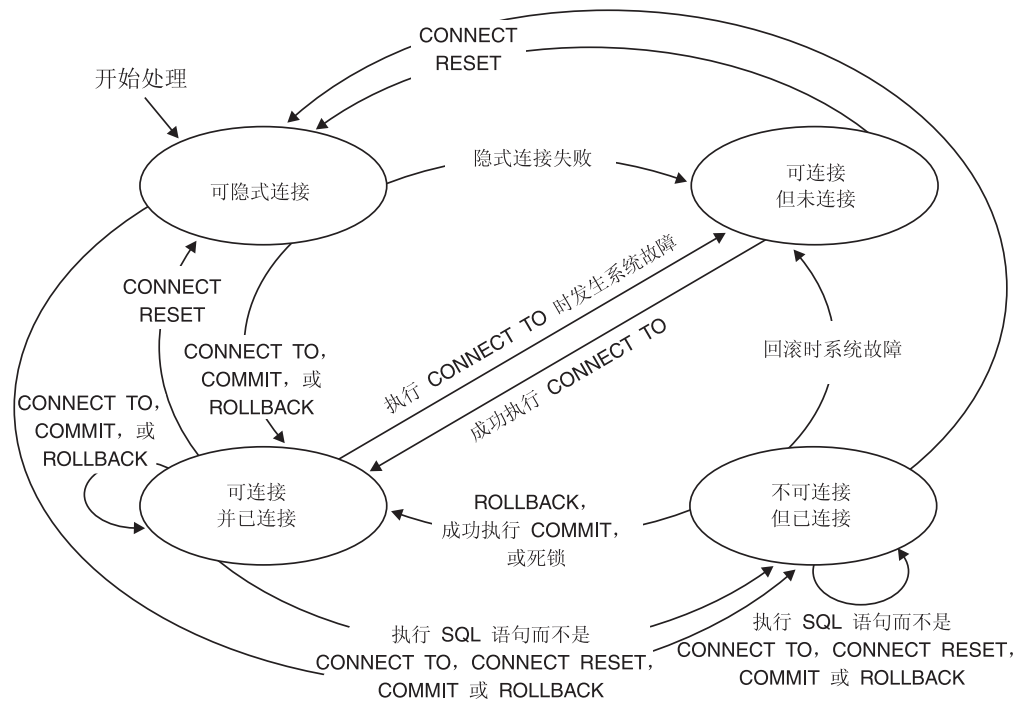 CONNECT
RESET
开始处理
隐式连接失败
可连接
但未连接
可隐式连接
CONNECT
RESET
执行 CONNECT TO 时发生系统故障
成功执行 CONNECT TO
回滚时系统故障
CONNECT TO,
COMMIT, 或
ROLLBACK
CONNECT TO,
COMMIT, 或
ROLLBACK
可连接
并已连接
ROLLBACK,
成功执行 COMMIT,
或死锁
不可连接
但已连接
执行 SQL 语句而不是
CONNECT TO, CONNECT RESET,
COMMIT 或 ROLLBACK
执行 SQL 语句而不是
CONNECT TO, CONNECT RESET,
COMMIT 或 ROLLBACK